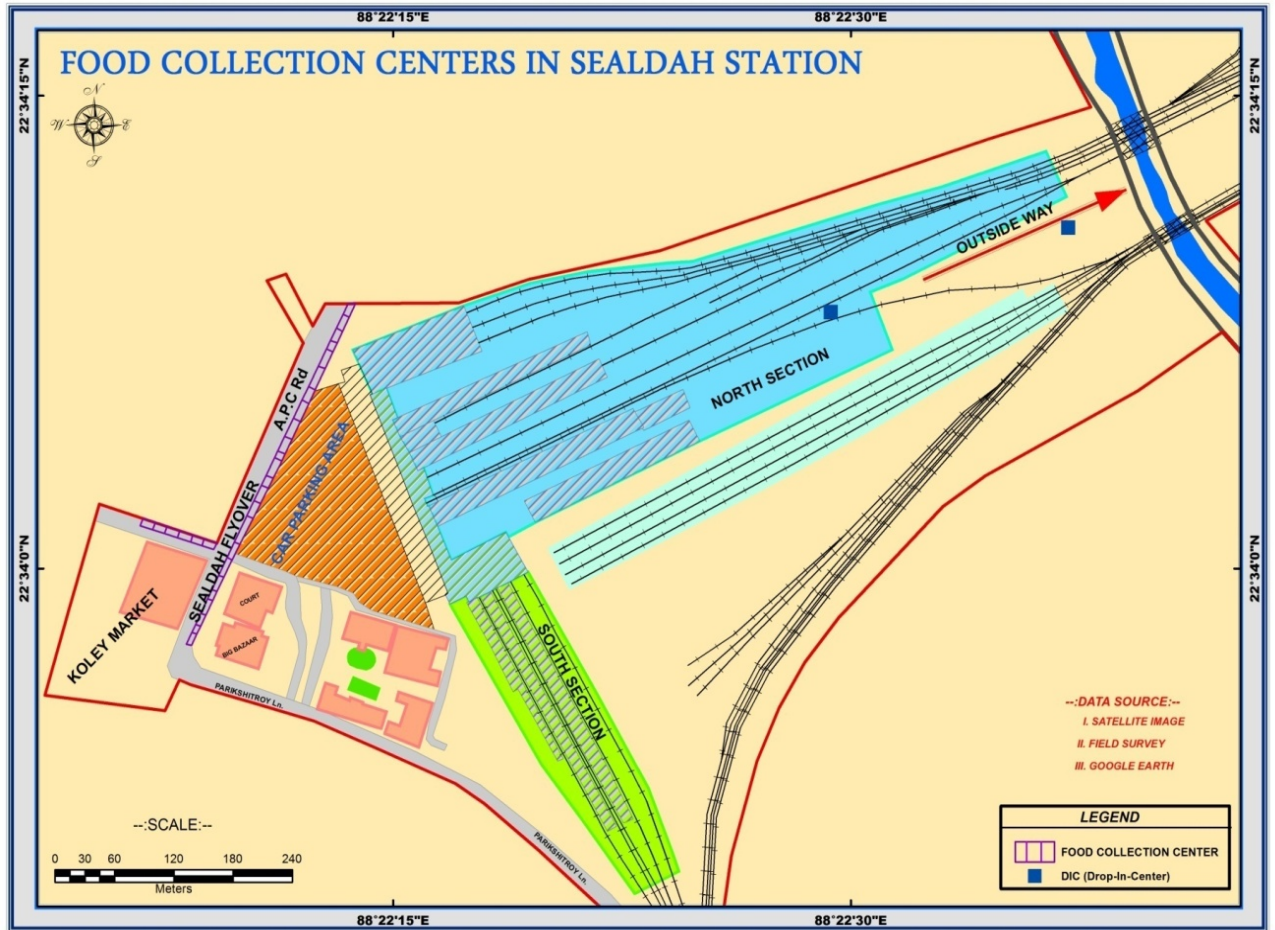 88°22'15"E
88°22'30"E
FOOD COLLECTION CENTERS IN SEALDAH STATION
22°34'15"N
22°34'15"N
N
W
E
S
OUTSIDE WAY
NORTH SECTION
A.P.C Rd
CAR PARKING AREA
SEALDAH FLYOVER
22°34'0"N
22°34'0"N
KOLEY MARKET
COURT
BIG BAZAAR
SOUTH SECTION
PARIKSHITROY Ln.
PARIKSHITROY Ln.
--:DATA SOURCE:--
I. SATELLITE IMAGE
II. FIELD SURVEY
III. GOOGLE EARTH
--:SCALE:--
0 30 60 120 180 240
Meters
LEGEND
FOOD COLLECTION CENTER
DIC (Drop-In-Center)
88°22'15"E
88°22'30"E